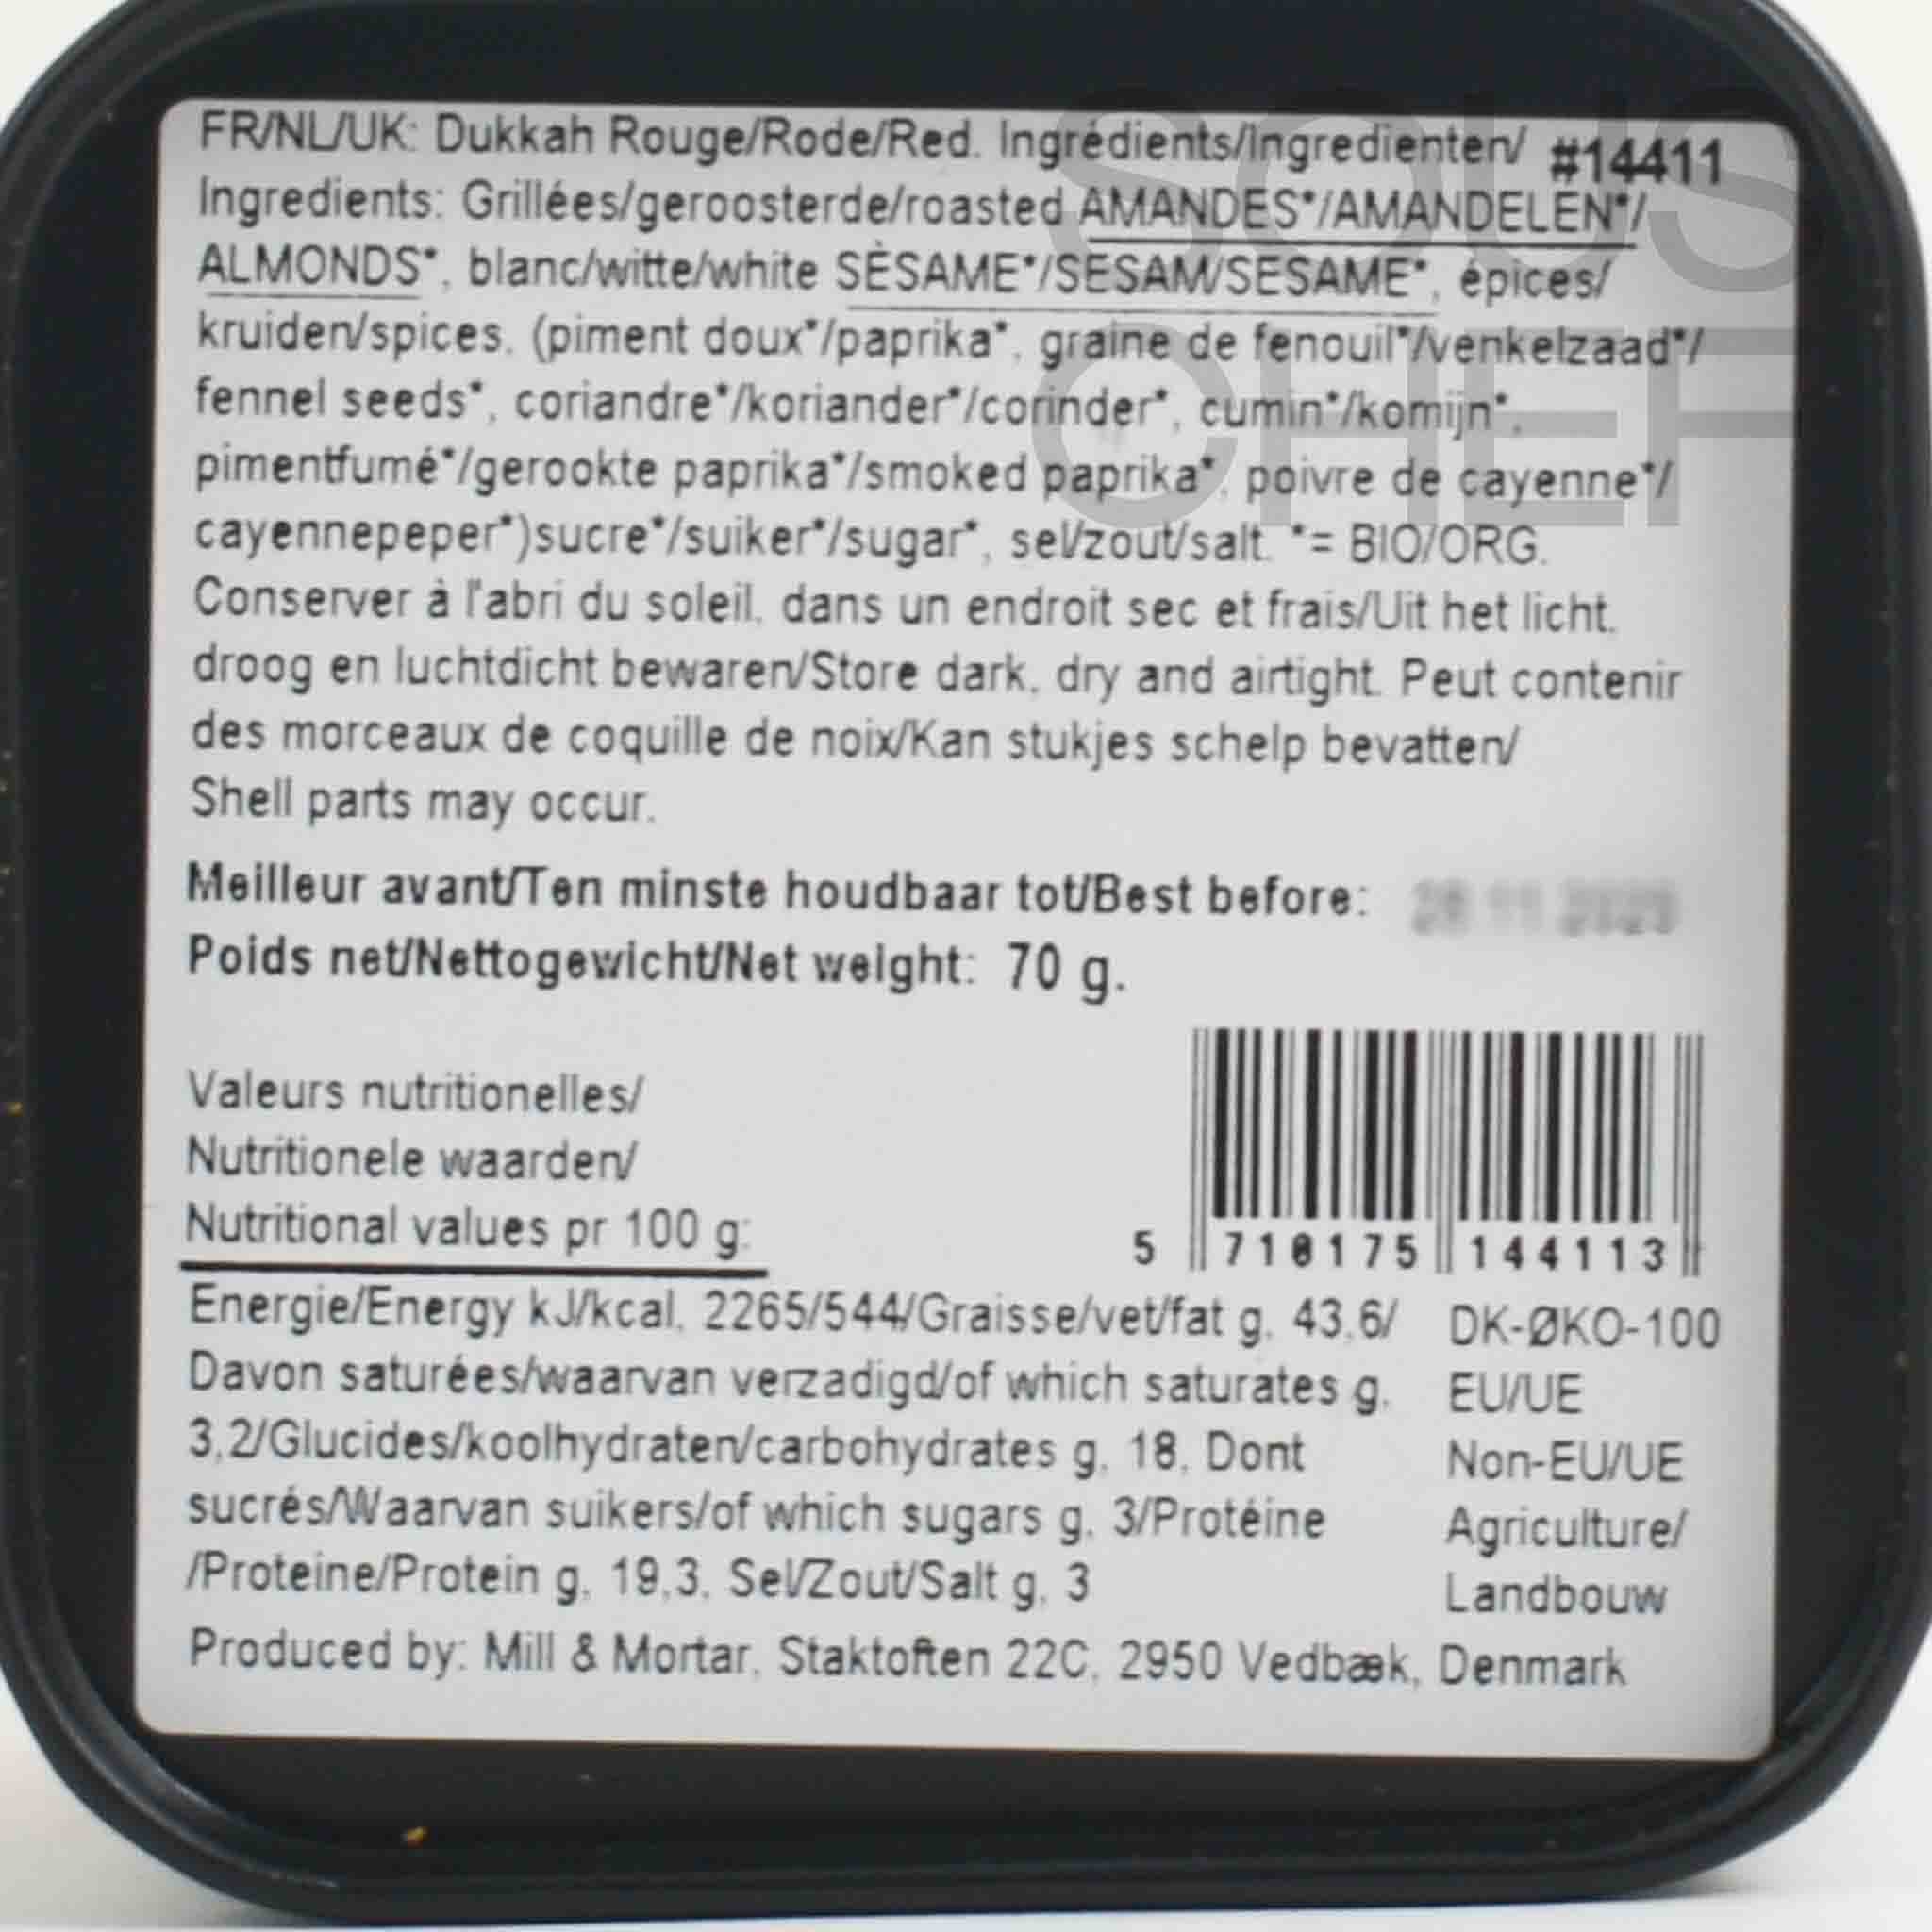 FR/NL/UK: Dukkah Rouge/Rode/Red. Ingrédients/Ingredienten/ #14411
Ingredients: Grillées/geroosterde/roasted AMANDES*/AMANDELEN*/
ALMONDS*, blanc/witte/white SÈSAME*/SESAM/SESAME*, épices/
kruiden/spices. (piment doux*/paprika*, graine de fenouil*/venkelzaad*/
fennel seeds*, coriandre*/koriander*/corinder*, cumin*/komijn*,
pimentfumé*/gerookte paprika*/smoked paprika*, poivre de cayenne*/
cayennepeper*)sucre*/suiker*/sugar*, sel/zout/salt. *= BIO/ORG.
Conserver à l'abri du soleil, dans un endroit sec et frais/Uit het licht,
droog en luchtdicht bewaren/Store dark, dry and airtight. Peut contenir
des morceaux de coquille de noix/Kan stukjes schelp bevatten/
Shell parts may occur.
Meilleur avant/Ten minste houdbaar tot/Best before:
Poids net/Nettogewicht/Net weight: 70 g.
Valeurs nutritionelles/
Nutritionele waarden/
Nutritional values pr 100 g:
5 710175 144113
Energie/Energy kJ/kcal. 2265/544/Graisse/vet/fat g. 43,6/
Davon saturées/waarvan verzadigd/of which saturates g.
3,2/Glucides/koolhydraten/carbohydrates g. 18. Dont
sucrés/Waarvan suikers/of which sugars g. 3/Protéine
/Proteine/Protein g. 19,3. Sel/Zout/Salt g. 3
DK-ØKO-100
EU/UE
Non-EU/UE
Agriculture/
Landbouw
Produced by: Mill & Mortar, Staktoften 22C, 2950 Vedbæk, Denmark
SOUS
CHEF